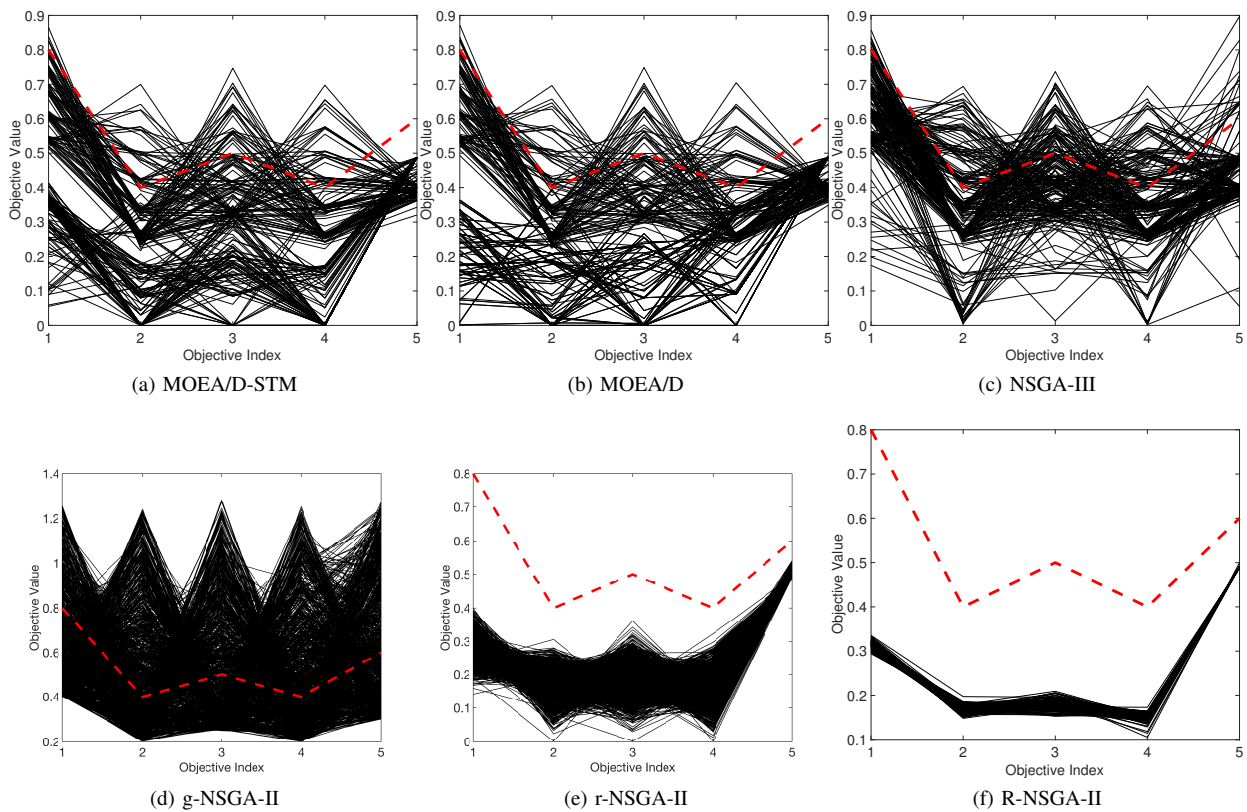 0.9
0.8
0.7
0.6
0.5
0.4
0.3
0.2
0.1
0
Objective Value
1 2 3 4 5
Objective Index
(a) MOEA/D-STM
0.9
0.8
0.7
0.6
0.5
0.4
0.3
0.2
0.1
0
Objective Value
1 2 3 4 5
Objective Index
(b) MOEA/D
0.9
0.8
0.7
0.6
0.5
0.4
0.3
0.2
0.1
0
Objective Value
1 2 3 4 5
Objective Index
(c) NSGA-III
1.4
1.2
1
0.8
0.6
0.4
0.2
Objective Value
1 2 3 4 5
Objective Index
(d) g-NSGA-II
0.8
0.7
0.6
0.5
0.4
0.3
0.2
0.1
0
Objective Value
1 2 3 4 5
Objective Index
(e) r-NSGA-II
0.8
0.7
0.6
0.5
0.4
0.3
0.2
0.1
Objective Value
1 2 3 4 5
Objective Index
(f) R-NSGA-II